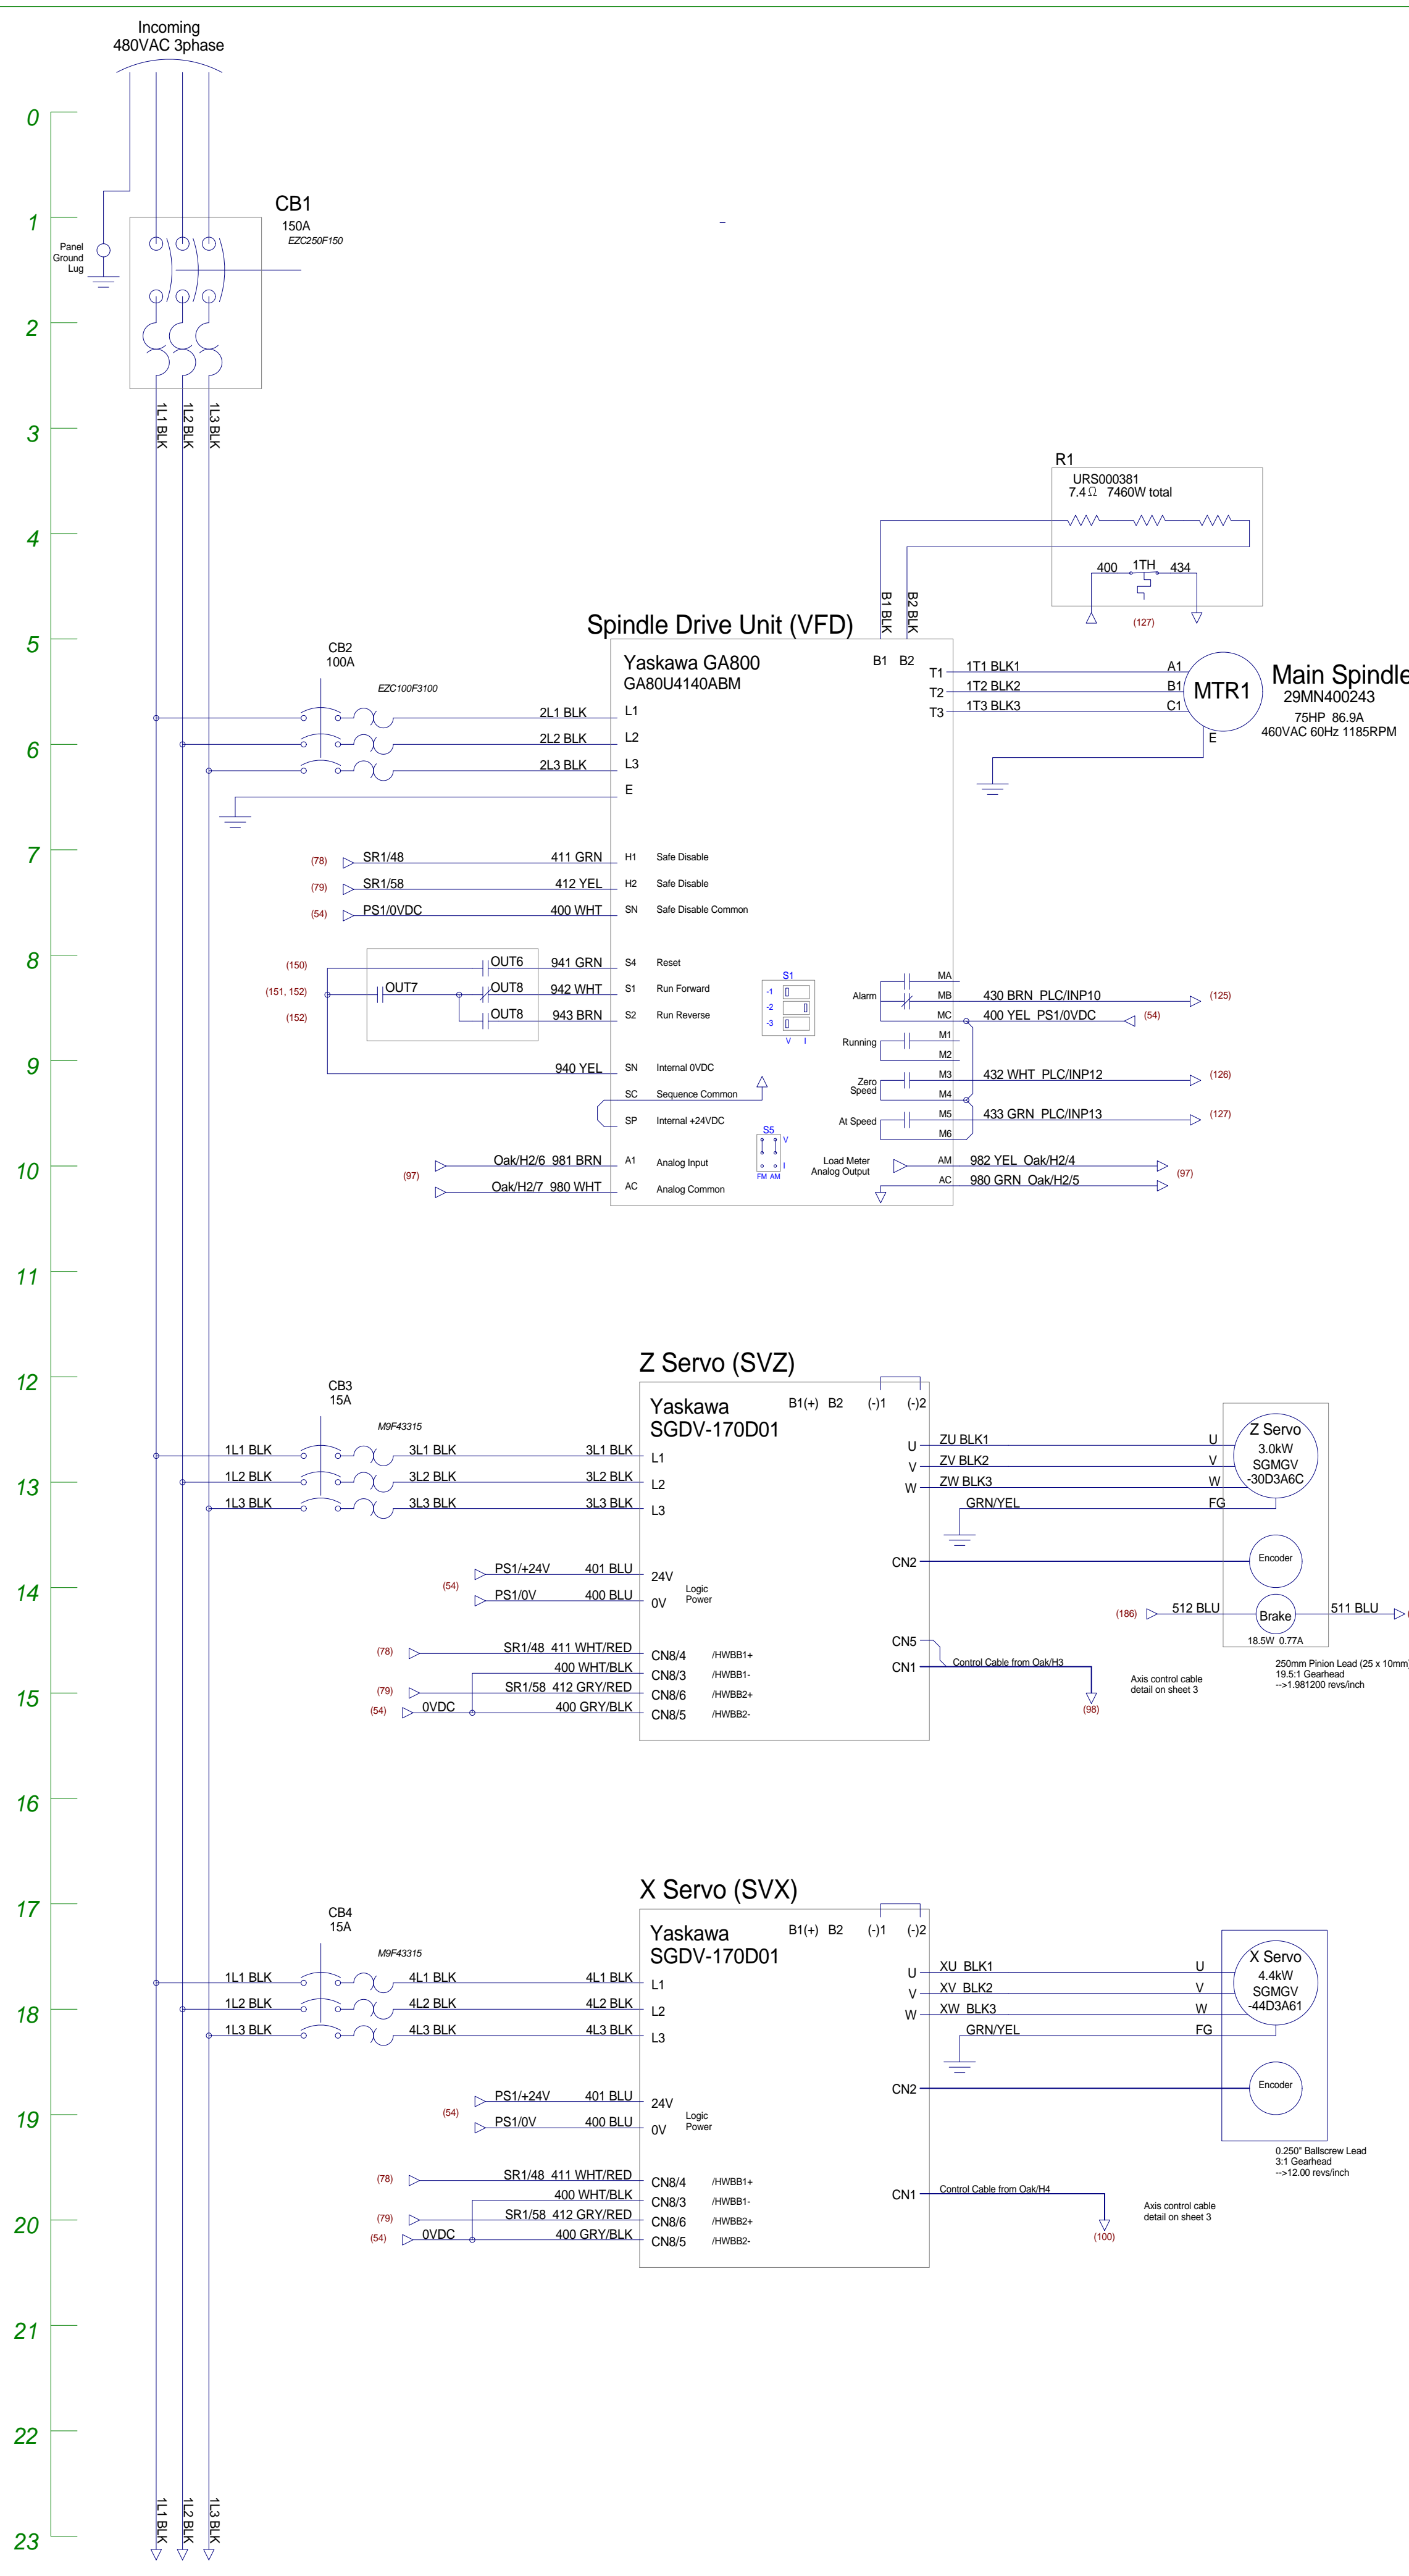 Incoming
480VAC 3phase
0
1
CB1
150A
EZC250F150
Panel
Ground
Lug
2
1L1 BLK
1L2 BLK
1L3 BLK
3
R1
URS000381
7.4Ω 7460W total
4
400 1TH 434
(127)
B1 BLK
B2 BLK
5
Spindle Drive Unit (VFD)
CB2
100A
EZC100F3100
Yaskawa GA800
GA80U4140ABM
B1 B2
T1 1T1 BLK1 A1
T2 1T2 BLK2 B1
T3 1T3 BLK3 C1
MTR1
E
Main Spindle
29MN400243
75HP 86.9A
460VAC 60Hz 1185RPM
2L1 BLK L1
2L2 BLK L2
2L3 BLK L3
E
6
7
(78) SR1/48 411 GRN H1 Safe Disable
(79) SR1/58 412 YEL H2 Safe Disable
(54) PS1/0VDC 400 WHT SN Safe Disable Common
8
(150) OUT6 941 GRN S4 Reset
(151, 152) OUT7 OUT8 942 WHT S1 Run Forward
(152) OUT8 943 BRN S2 Run Reverse
S1
-1
-2
-3
V I
Alarm
MA
MB 430 BRN PLC/INP10 (125)
MC 400 YEL PS1/0VDC (54)
Running
M1
M2
9
940 YEL SN Internal 0VDC
SC Sequence Common
SP Internal +24VDC
Zero
Speed
M3 432 WHT PLC/INP12 (126)
M4
At Speed
M5 433 GRN PLC/INP13 (127)
M6
S5
V
I
FM AM
10
(97)
Oak/H2/6 981 BRN A1 Analog Input
Oak/H2/7 980 WHT AC Analog Common
Load Meter
Analog Output
AM 982 YEL Oak/H2/4
AC 980 GRN Oak/H2/5
(97)
11
12
Z Servo (SVZ)
CB3
15A
M9F43315
Yaskawa
SGDV-170D01
B1(+) B2 (-)1 (-)2
1L1 BLK 3L1 BLK 3L1 BLK L1
1L2 BLK 3L2 BLK 3L2 BLK L2
1L3 BLK 3L3 BLK 3L3 BLK L3
U ZU BLK1 U
V ZV BLK2 V
W ZW BLK3 W
GRN/YEL FG
Z Servo
3.0kW
SGMGV
-30D3A6C
13
CN2
Encoder
14
(54)
PS1/+24V 401 BLU 24V
PS1/0V 400 BLU 0V
Logic
Power
(186) 512 BLU Brake 511 BLU
18.5W 0.77A
(78) SR1/48 411 WHT/RED CN8/4 /HWBB1+
400 WHT/BLK CN8/3 /HWBB1-
(79) SR1/58 412 GRY/RED CN8/6 /HWBB2+
(54) 0VDC 400 GRY/BLK CN8/5 /HWBB2-
CN5
CN1 Control Cable from Oak/H3
(98)
Axis control cable
detail on sheet 3
250mm Pinion Lead (25 x 10mm)
19.5:1 Gearhead
-->1.981200 revs/inch
15
16
17
X Servo (SVX)
CB4
15A
M9F43315
Yaskawa
SGDV-170D01
B1(+) B2 (-)1 (-)2
1L1 BLK 4L1 BLK 4L1 BLK L1
1L2 BLK 4L2 BLK 4L2 BLK L2
1L3 BLK 4L3 BLK 4L3 BLK L3
U XU BLK1 U
V XV BLK2 V
W XW BLK3 W
GRN/YEL FG
X Servo
4.4kW
SGMGV
-44D3A61
18
CN2
Encoder
19
(54)
PS1/+24V 401 BLU 24V
PS1/0V 400 BLU 0V
Logic
Power
0.250" Ballscrew Lead
3:1 Gearhead
-->12.00 revs/inch
(78) SR1/48 411 WHT/RED CN8/4 /HWBB1+
400 WHT/BLK CN8/3 /HWBB1-
(79) SR1/58 412 GRY/RED CN8/6 /HWBB2+
(54) 0VDC 400 GRY/BLK CN8/5 /HWBB2-
CN1 Control Cable from Oak/H4
(100)
Axis control cable
detail on sheet 3
20
21
22
1L1 BLK
1L2 BLK
1L3 BLK
23